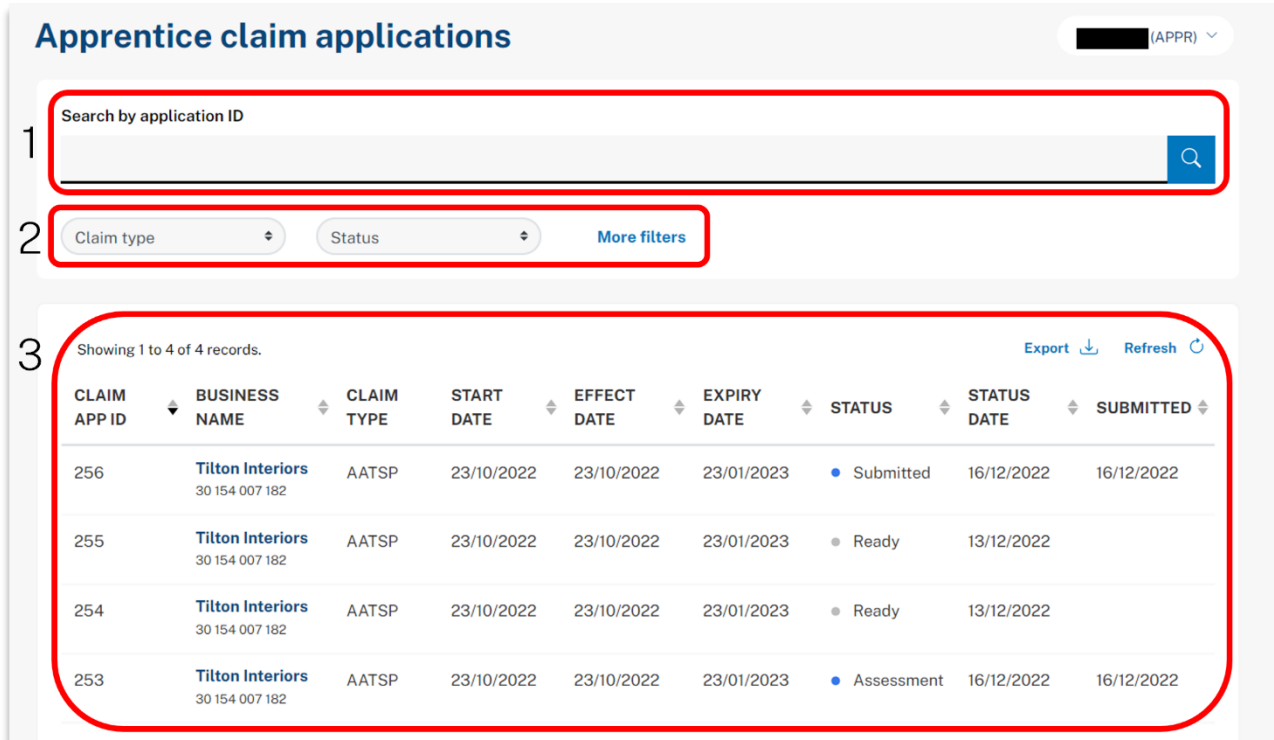 Apprentice claim applications
(APPR)
1
Search by application ID
2
Claim type Status More filters
3
Showing 1 to 4 of 4 records. Export Refresh
CLAIM APP ID BUSINESS NAME CLAIM TYPE START DATE EFFECT DATE EXPIRY DATE STATUS STATUS DATE SUBMITTED
256 Tilton Interiors AATSP 23/10/2022 23/10/2022 23/01/2023 Submitted 16/12/2022 16/12/2022
30 154 007 182
255 Tilton Interiors AATSP 23/10/2022 23/10/2022 23/01/2023 Ready 13/12/2022
30 154 007 182
254 Tilton Interiors AATSP 23/10/2022 23/10/2022 23/01/2023 Ready 13/12/2022
30 154 007 182
253 Tilton Interiors AATSP 23/10/2022 23/10/2022 23/01/2023 Assessment 16/12/2022 16/12/2022
30 154 007 182